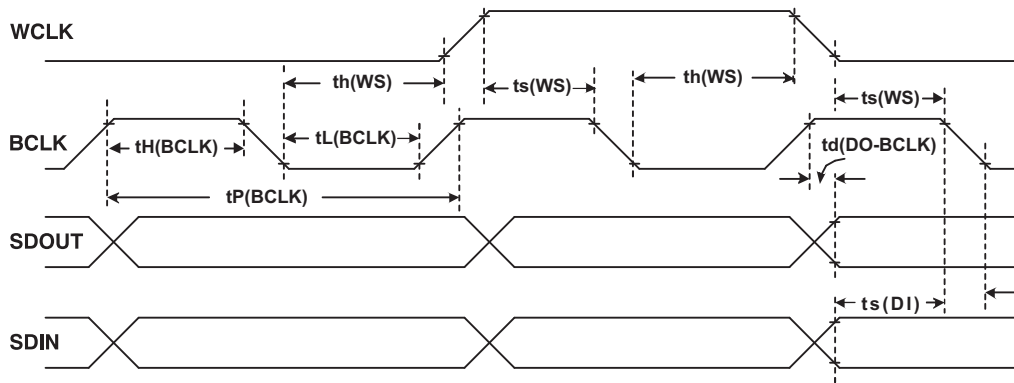 WCLK
th(WS)
ts(WS)
th(WS)
ts(WS)
BCLK
tH(BCLK)
tL(BCLK)
td(DO-BCLK)
tP(BCLK)
SDOUT
ts(DI)
SDIN